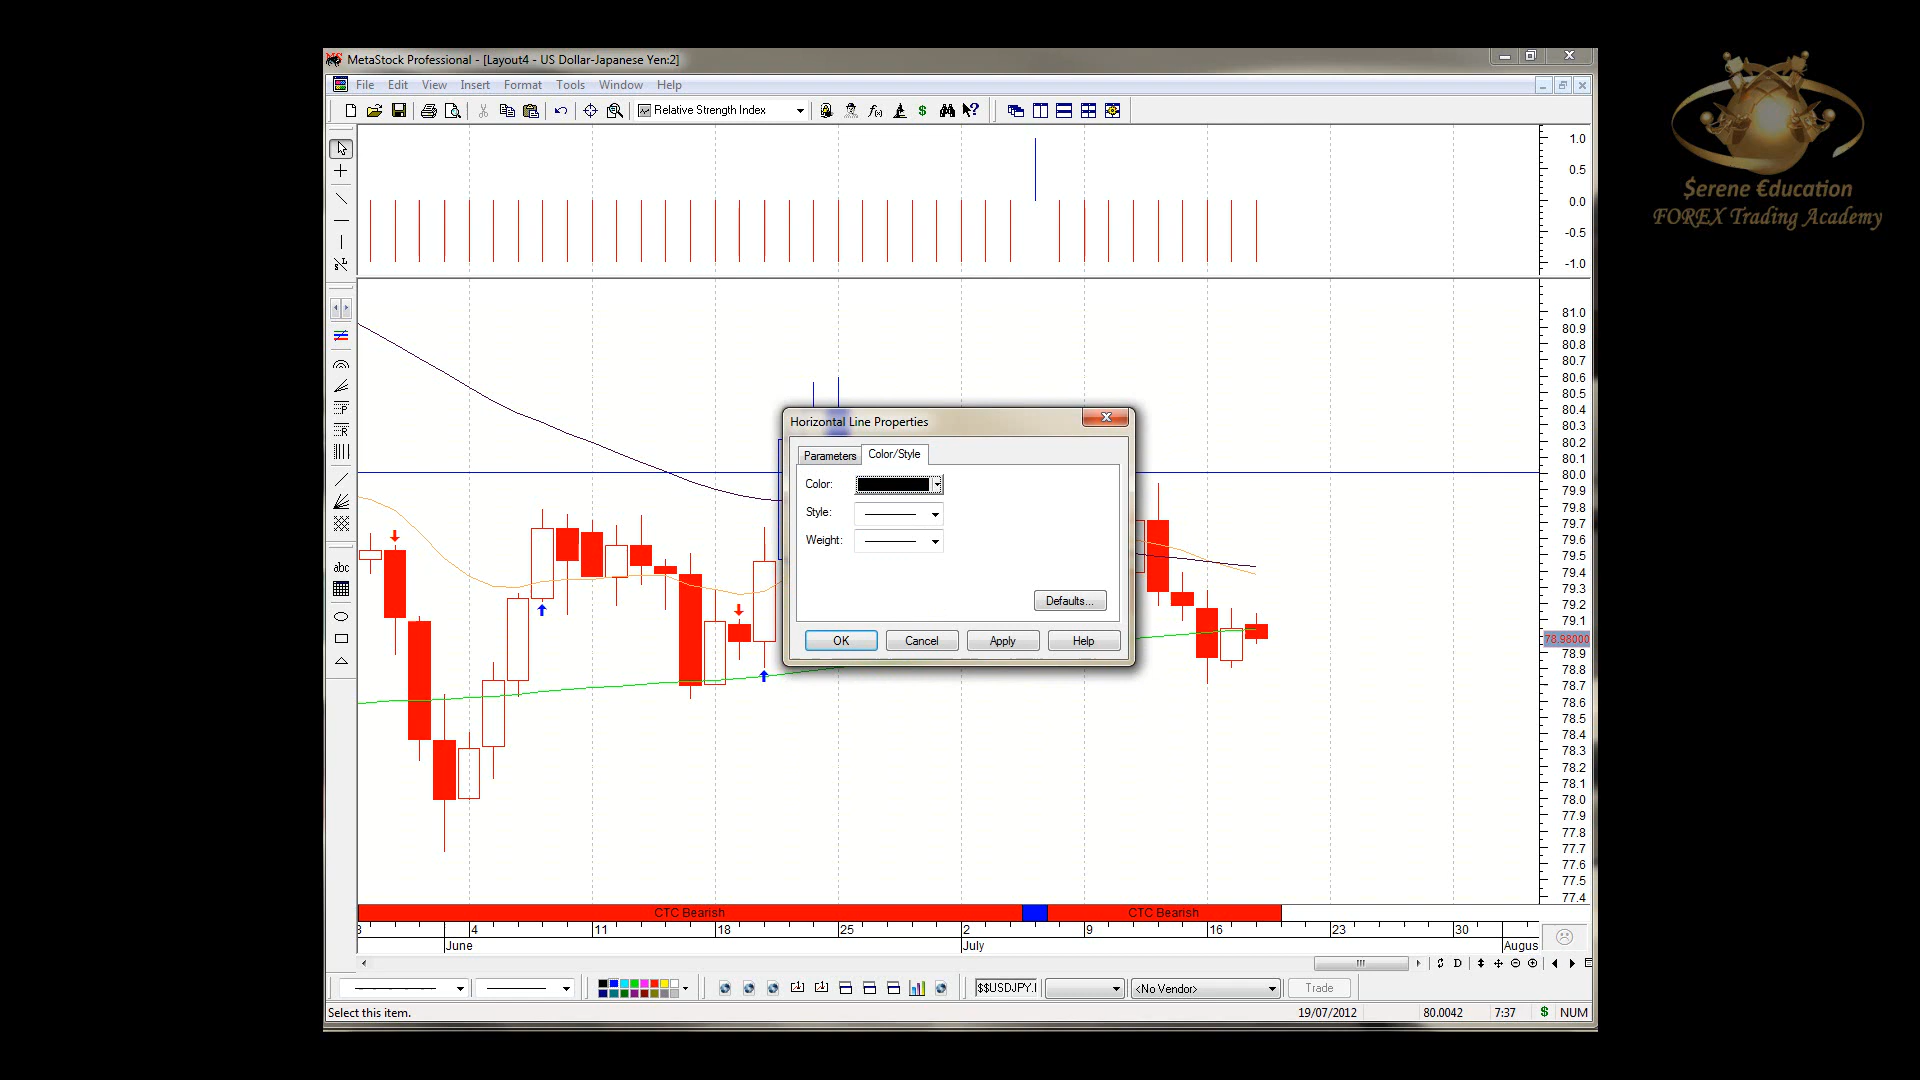 MetaStock Professional - [Layout4 - US Dollar-Japanese Yen:2]
File Edit View Insert Format Tools Window Help
Relative Strength Index
$erene €ducation
FOREX Trading Academy
1.0
0.5
0.0
-0.5
-1.0
81.0
80.9
80.8
80.7
80.6
80.5
80.4
80.3
80.2
80.1
80.0
79.9
79.8
79.7
79.6
79.5
79.4
79.3
79.2
79.1
78.98000
78.9
78.8
78.7
78.6
78.5
78.4
78.3
78.2
78.1
78.0
77.9
77.8
77.7
77.6
77.5
77.4
Horizontal Line Properties
Parameters Color/Style
Color:
Style:
Weight:
Defaults...
OK Cancel Apply Help
abc
CTC Bearish CTC Bearish
4 11 18 25 2 9 16 23 30
June July Augus
D
$$USDJPY.I <No Vendor> Trade
Select this item. 19/07/2012 80.0042 7:37 $ NUM